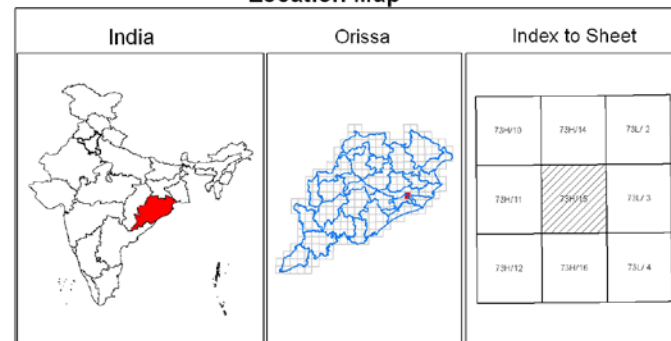 Location Map
India
Orissa
Index to Sheet
73H/10
73H/14
73L/ 2
73H/11
73H/15
73L/ 3
73H/12
73H/16
73L/ 4